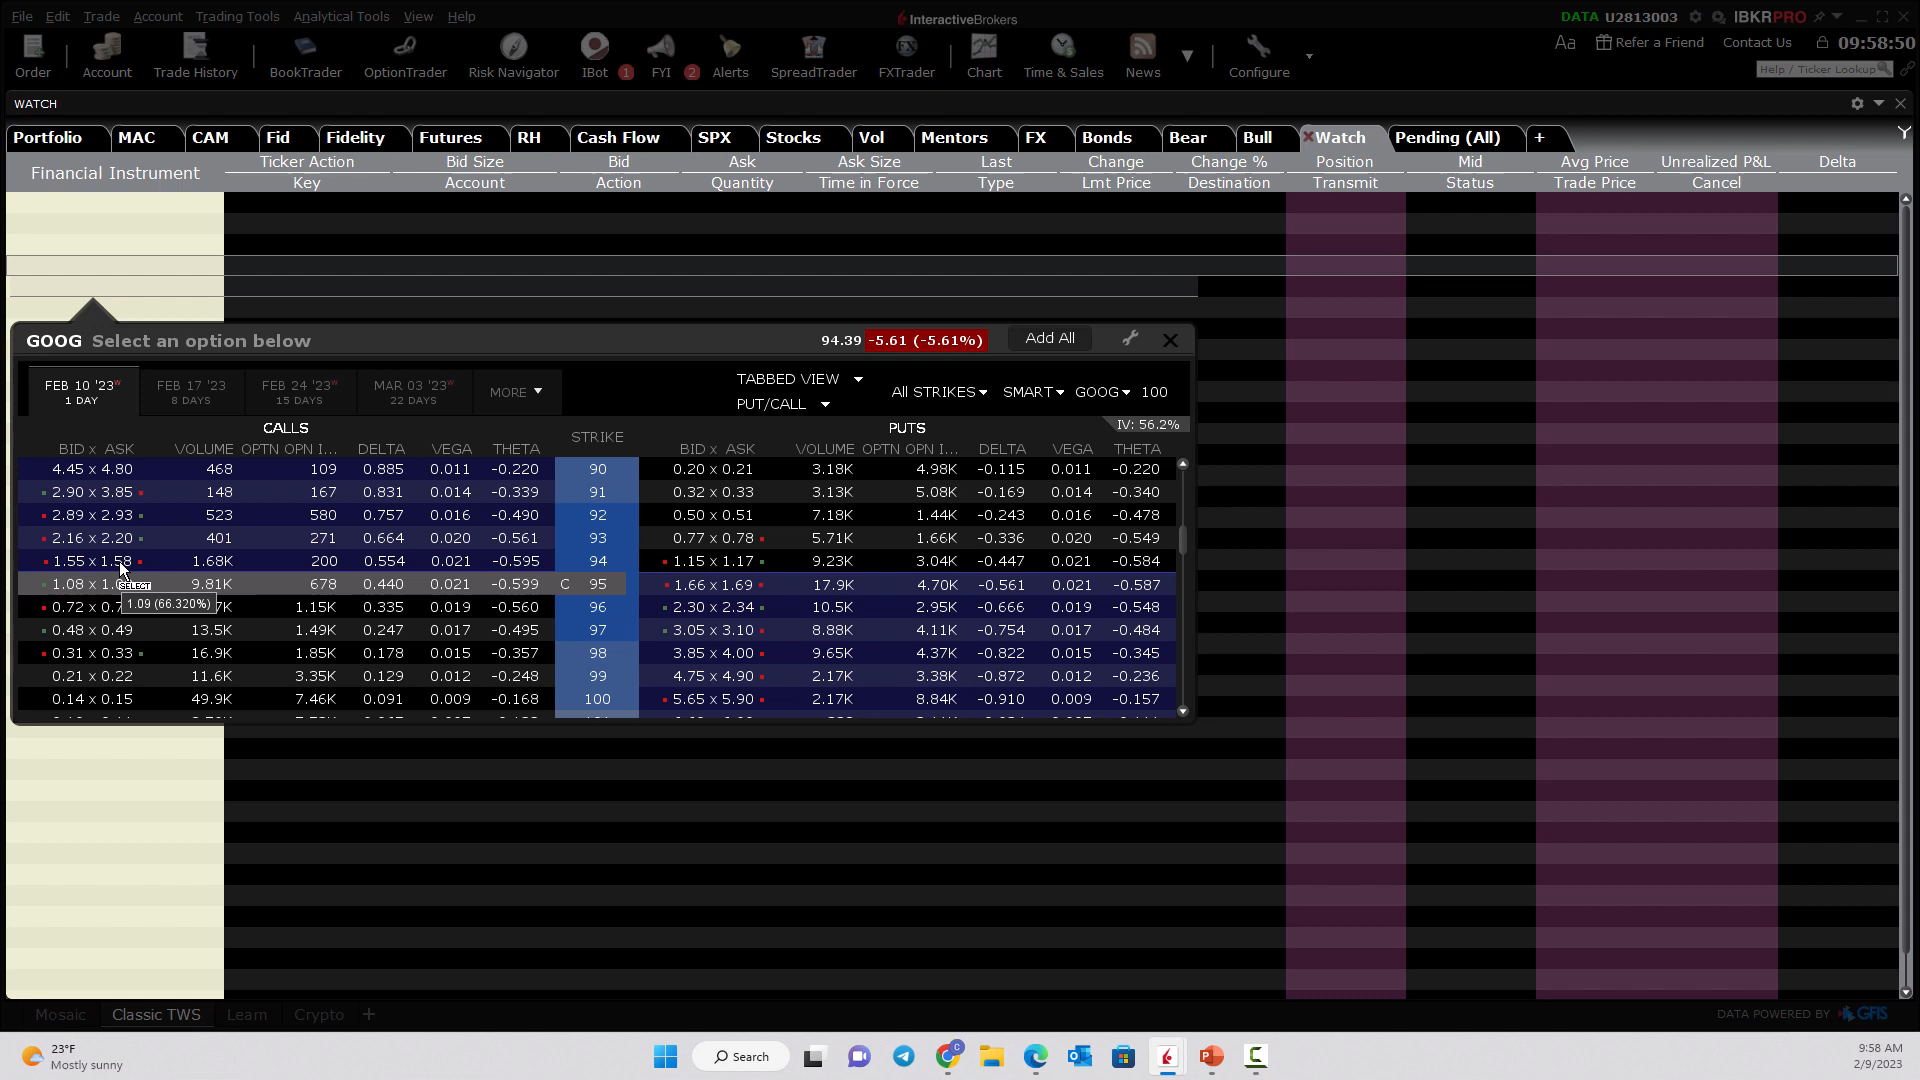 File Edit Trade Account Trading Tools Analytical Tools View Help
InteractiveBrokers
DATA U2813003 IBKRPRO
Aa Refer a Friend Contact Us 09:58:50
Order Account Trade History BookTrader OptionTrader Risk Navigator IBot 1 FYI 2 Alerts SpreadTrader FXTrader Chart Time & Sales News Configure
Help / Ticker Lookup
WATCH
Portfolio MAC CAM Fid Fidelity Futures RH Cash Flow SPX Stocks Vol Mentors FX Bonds Bear Bull Watch Pending (All) +
Financial Instrument
Ticker Action Bid Size Bid Ask Ask Size Last Change Change % Position Mid Avg Price Unrealized P&L Delta
Key Account Action Quantity Time in Force Type Lmt Price Destination Transmit Status Trade Price Cancel
GOOG Select an option below 94.39 -5.61 (-5.61%) Add All
FEB 10 '23W FEB 17 '23 FEB 24 '23W MAR 03 '23W MORE
1 DAY 8 DAYS 15 DAYS 22 DAYS
TABBED VIEW
PUT/CALL
All STRIKES SMART GOOG 100
CALLS STRIKE PUTS IV: 56.2%
BID x ASK VOLUME OPTN OPN I... DELTA VEGA THETA BID x ASK VOLUME OPTN OPN I... DELTA VEGA THETA
4.45 x 4.80 468 109 0.885 0.011 -0.220 90 0.20 x 0.21 3.18K 4.98K -0.115 0.011 -0.220
2.90 x 3.85 148 167 0.831 0.014 -0.339 91 0.32 x 0.33 3.13K 5.08K -0.169 0.014 -0.340
2.89 x 2.93 523 580 0.757 0.016 -0.490 92 0.50 x 0.51 7.18K 1.44K -0.243 0.016 -0.478
2.16 x 2.20 401 271 0.664 0.020 -0.561 93 0.77 x 0.78 5.71K 1.66K -0.336 0.020 -0.549
1.55 x 1.58 1.68K 200 0.554 0.021 -0.595 94 1.15 x 1.17 9.23K 3.04K -0.447 0.021 -0.584
1.08 x 9.81K 678 0.440 0.021 -0.599 C 95 1.66 x 1.69 17.9K 4.70K -0.561 0.021 -0.587
SELECT
1.09 (66.320%)
0.72 x 1.15K 0.335 0.019 -0.560 96 2.30 x 2.34 10.5K 2.95K -0.666 0.019 -0.548
0.48 x 0.49 13.5K 1.49K 0.247 0.017 -0.495 97 3.05 x 3.10 8.88K 4.11K -0.754 0.017 -0.484
0.31 x 0.33 16.9K 1.85K 0.178 0.015 -0.357 98 3.85 x 4.00 9.65K 4.37K -0.822 0.015 -0.345
0.21 x 0.22 11.6K 3.35K 0.129 0.012 -0.248 99 4.75 x 4.90 2.17K 3.38K -0.872 0.012 -0.236
0.14 x 0.15 49.9K 7.46K 0.091 0.009 -0.168 100 5.65 x 5.90 2.17K 8.84K -0.910 0.009 -0.157
Mosaic Classic TWS Learn Crypto + DATA POWERED BY GFIS
23°F
Mostly sunny
Search
9:58 AM
2/9/2023